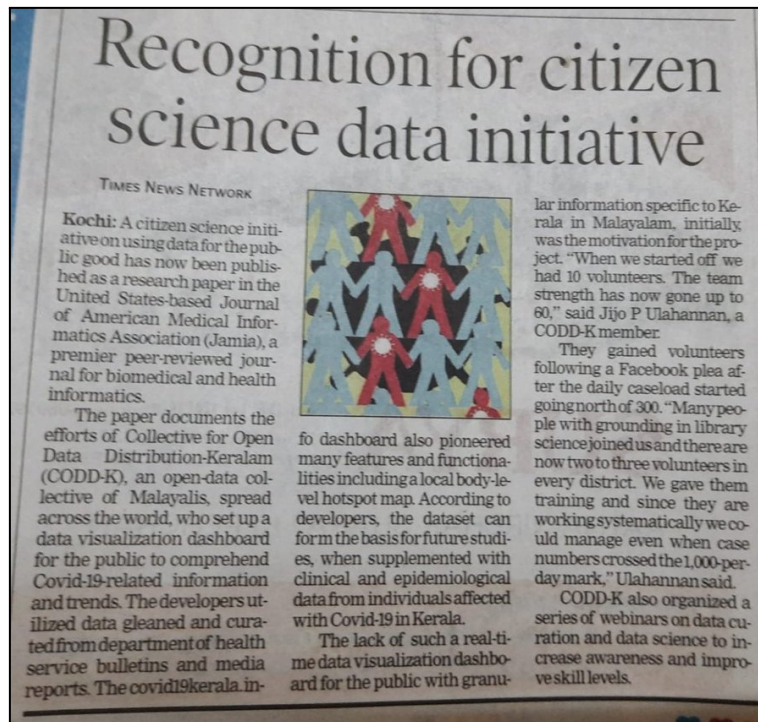 Recognition for citizen
science data initiative
TIMES NEWS NETWORK
Kochi: A citizen science initi-
ative on using data for the pub-
lic good has now been publis-
hed as a research paper in the
United States-based Journal
of American Medical Infor-
matics Association (Jamia), a
premier peer-reviewed jour-
nal for biomedical and health
informatics.
The paper documents the
efforts of Collective for Open
Data Distribution-Keralam
(CODD-K), an open-data col-
lective of Malayalis, spread
across the world, who set up a
data visualization dashboard
for the public to comprehend
Covid-19-related information
and trends. The developers ut-
ilized data gleaned and cura-
ted from department of health
service bulletins and media
reports. The covid19kerala.in-
fo dashboard also pioneered
many features and functiona-
lities including a local body-le-
vel hotspot map. According to
developers, the dataset can
form the basis for future studi-
es, when supplemented with
clinical and epidemiological
data from individuals affected
with Covid-19 in Kerala.
The lack of such a real-ti-
me data visualization dashbo-
ard for the public with granu-
lar information specific to Ke-
rala in Malayalam, initially,
was the motivation for the pro-
ject. "When we started off we
had 10 volunteers. The team
strength has now gone up to
60," said Jijo P Ulahannan, a
CODD-K member.
They gained volunteers
following a Facebook plea af-
ter the daily caseload started
going north of 300. "Many peo-
ple with grounding in library
science joined us and there are
now two to three volunteers in
every district. We gave them
training and since they are
working systematically we co-
uld manage even when case
numbers crossed the 1,000-per-
day mark," Ulahannan said.
CODD-K also organized a
series of webinars on data cu-
ration and data science to in-
crease awareness and impro-
ve skill levels.